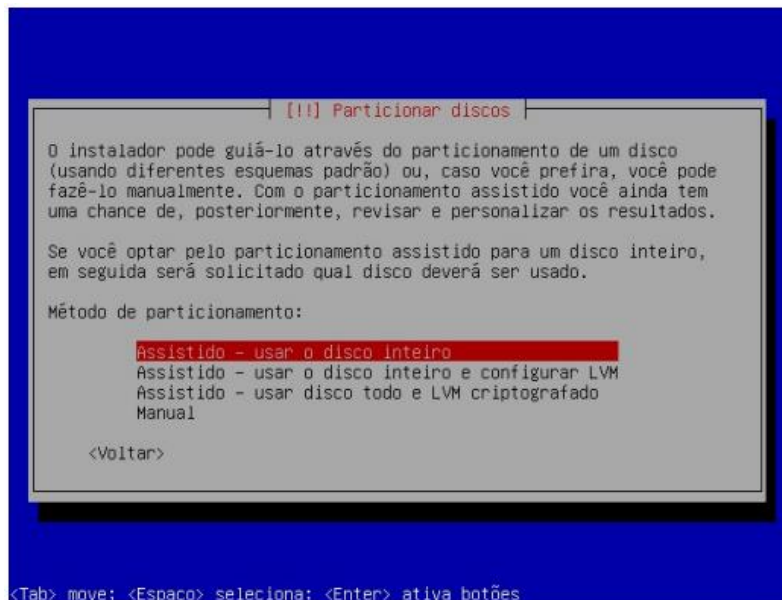 [!!] Particionar discos
O instalador pode guiá-lo através do particionamento de um disco
(usando diferentes esquemas padrão) ou, caso você prefira, você pode
fazê-lo manualmente. Com o particionamento assistido você ainda tem
uma chance de, posteriormente, revisar e personalizar os resultados.
Se você optar pelo particionamento assistido para um disco inteiro,
em seguida será solicitado qual disco deverá ser usado.
Método de particionamento:
Assistido - usar o disco inteiro
Assistido - usar o disco inteiro e configurar LVM
Assistido - usar disco todo e LVM criptografado
Manual
<Voltar>
<Tab> move; <Espaço> seleciona; <Enter> ativa botões